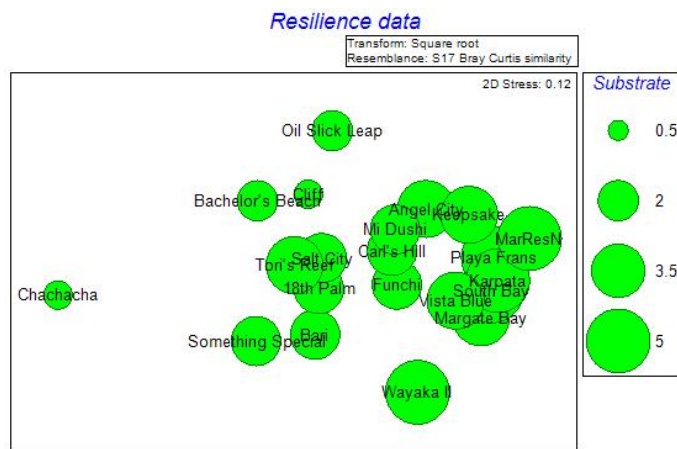 Resilience data
Transform: Square root
Resemblance: S17 Bray Curtis similarity
2D Stress: 0.12
Substrate
0.5
2
3.5
5
Oil Slick Leap
Cliff
Bachelor's Beach
Angel City
Keepsake
Mi Dushi
MarResN
Carl's Hill
Playa Frans
Salt City
Tori's Reef
Karpata
Funchi
18th Palm
South Bay
Chachacha
Vista Blue
Margate Bay
Bari
Something Special
Wayaka II